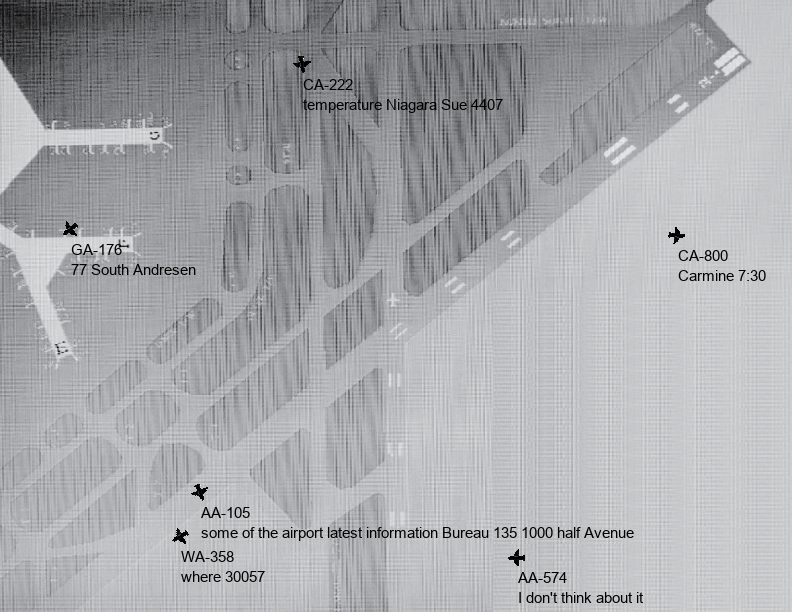 CA-222
temperature Niagara Sue 4407
GA-176
77 South Andresen
CA-800
Carmine 7:30
AA-105
some of the airport latest information Bureau 135 1000 half Avenue
WA-358
where 30057
AA-574
I don't think about it